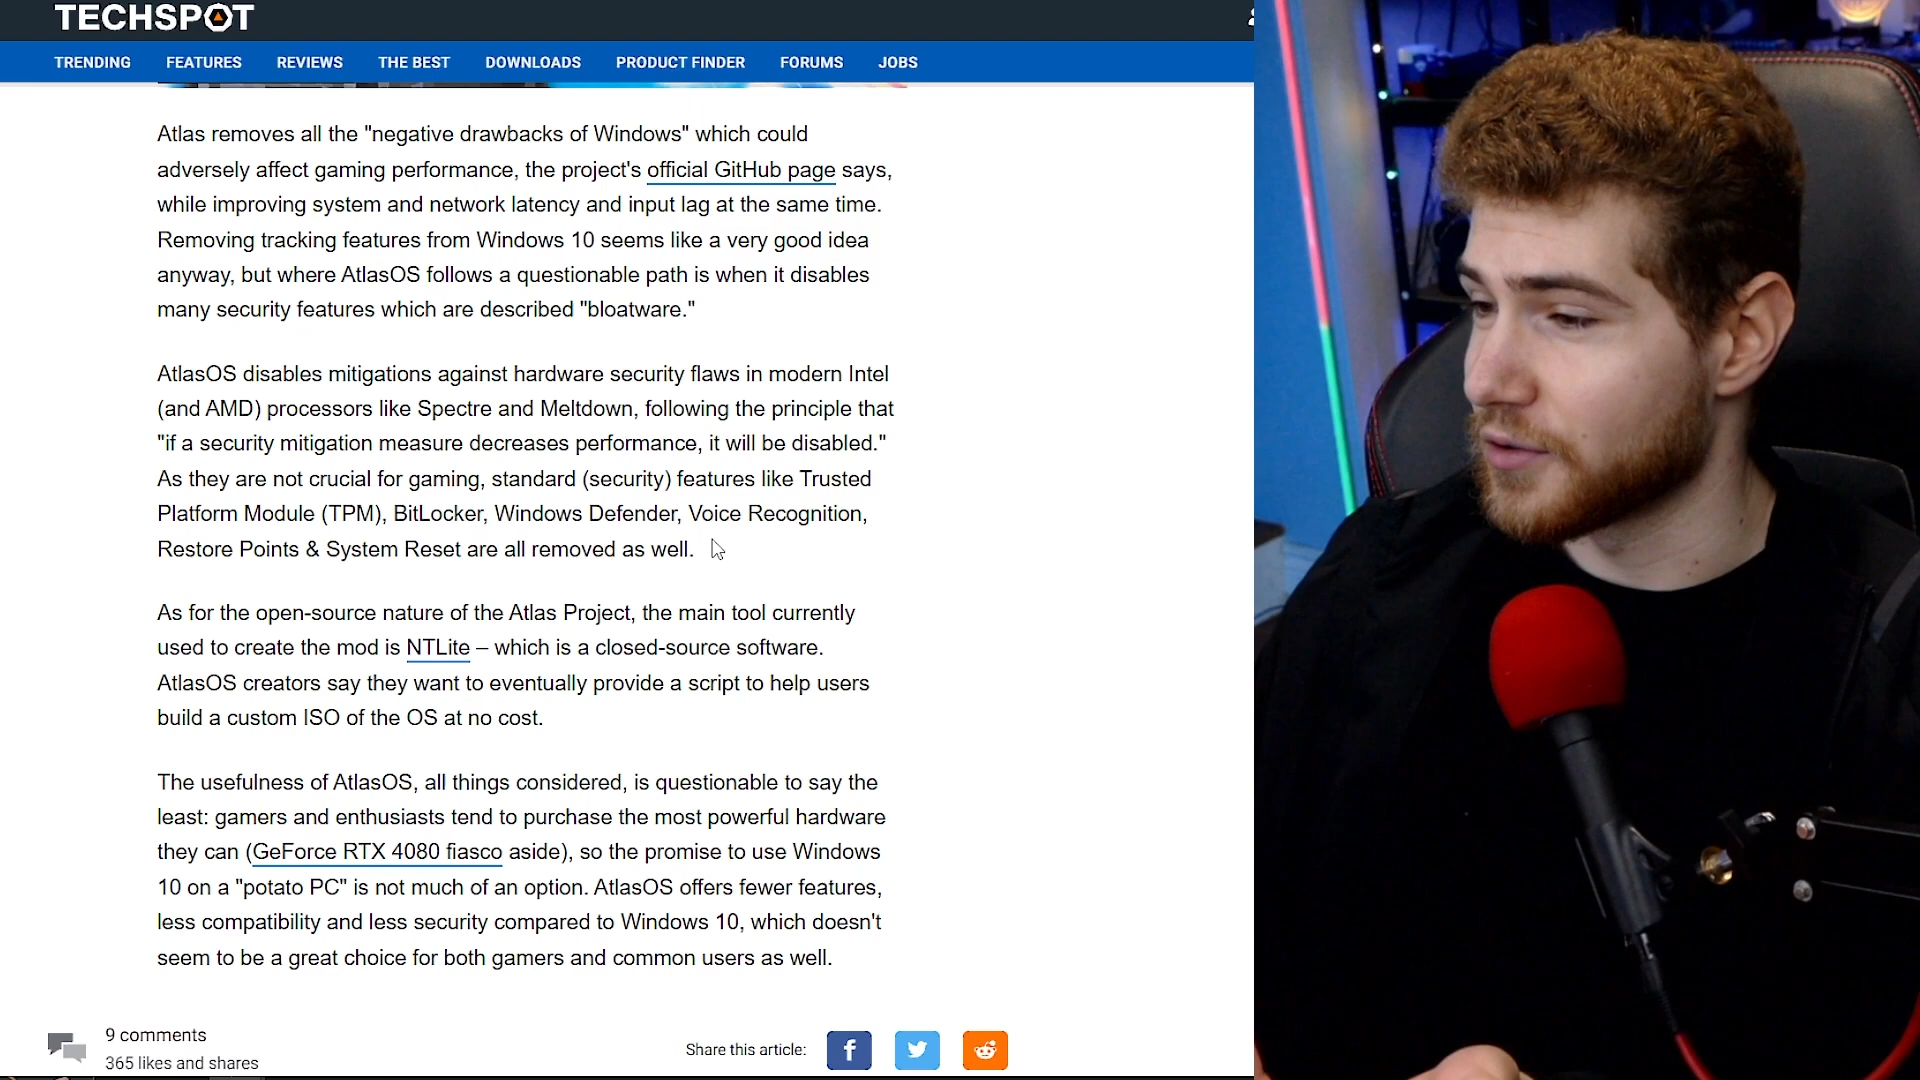 TECHSPOT
TRENDING FEATURES REVIEWS THE BEST DOWNLOADS PRODUCT FINDER FORUMS JOBS
Atlas removes all the "negative drawbacks of Windows" which could
adversely affect gaming performance, the project's official GitHub page says,
while improving system and network latency and input lag at the same time.
Removing tracking features from Windows 10 seems like a very good idea
anyway, but where AtlasOS follows a questionable path is when it disables
many security features which are described "bloatware."
AtlasOS disables mitigations against hardware security flaws in modern Intel
(and AMD) processors like Spectre and Meltdown, following the principle that
"if a security mitigation measure decreases performance, it will be disabled."
As they are not crucial for gaming, standard (security) features like Trusted
Platform Module (TPM), BitLocker, Windows Defender, Voice Recognition,
Restore Points & System Reset are all removed as well.
As for the open-source nature of the Atlas Project, the main tool currently
used to create the mod is NTLite – which is a closed-source software.
AtlasOS creators say they want to eventually provide a script to help users
build a custom ISO of the OS at no cost.
The usefulness of AtlasOS, all things considered, is questionable to say the
least: gamers and enthusiasts tend to purchase the most powerful hardware
they can (GeForce RTX 4080 fiasco aside), so the promise to use Windows
10 on a "potato PC" is not much of an option. AtlasOS offers fewer features,
less compatibility and less security compared to Windows 10, which doesn't
seem to be a great choice for both gamers and common users as well.
9 comments
365 likes and shares
Share this article: